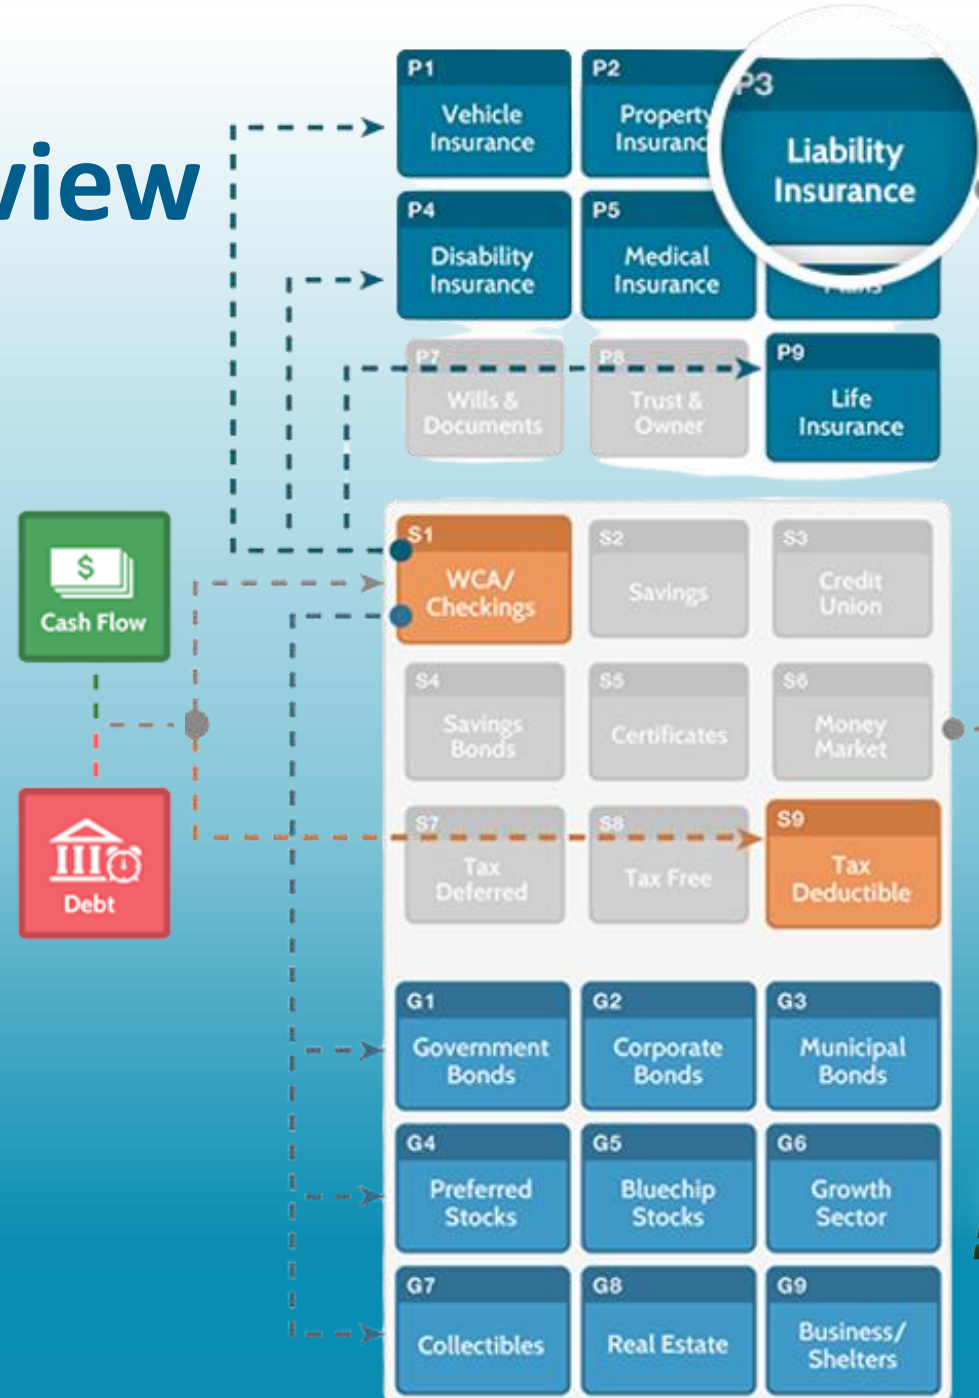 view
P1
Vehicle
Insurance
P2
Property
Insuranc
P3
Liability
Insurance
P4
Disability
Insurance
P5
Medical
Insurance
P7
Wills &
Documents
P8
Trust &
Owner
P9
Life
Insurance
$
Cash Flow
Debt
S1
WCA/
Checkings
S2
Savings
S3
Credit
Union
S4
Savings
Bonds
S5
Certificates
S6
Money
Market
S7
Tax
Deferred
S8
Tax Free
S9
Tax
Deductible
G1
Government
Bonds
G2
Corporate
Bonds
G3
Municipal
Bonds
G4
Preferred
Stocks
G5
Bluechip
Stocks
G6
Growth
Sector
G7
Collectibles
G8
Real Estate
G9
Business/
Shelters